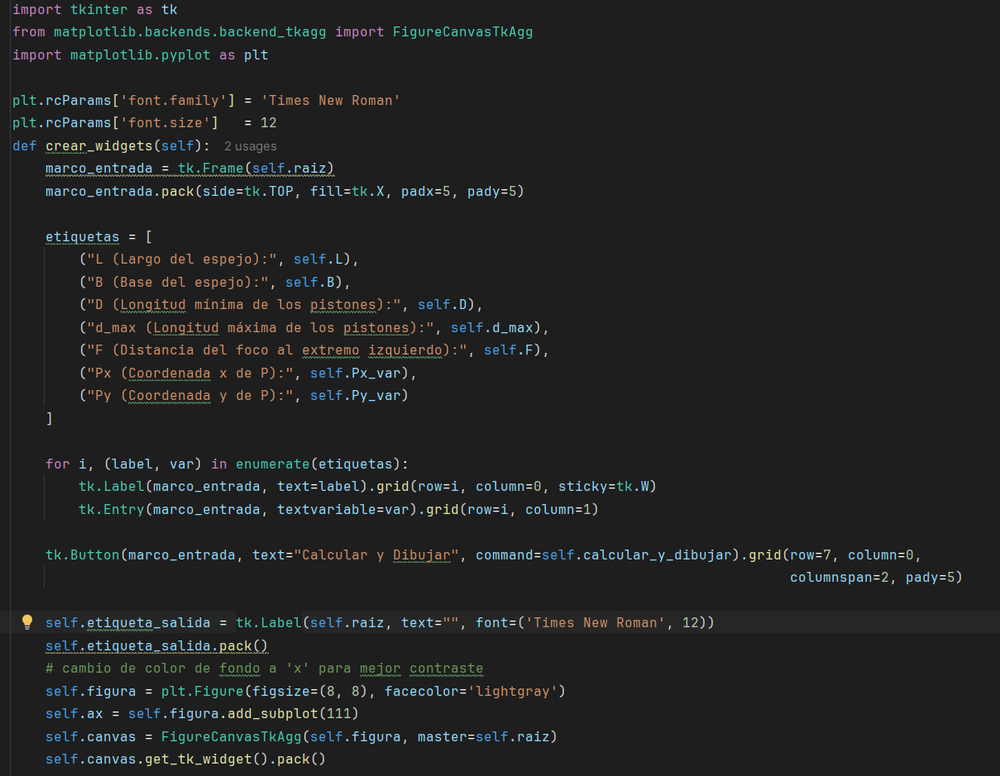 import tkinter as tk
from matplotlib.backends.backend_tkagg import FigureCanvasTkAgg
import matplotlib.pyplot as plt

plt.rcParams['font.family'] = 'Times New Roman'
plt.rcParams['font.size']   = 12
def crear_widgets(self):  2 usages
    marco_entrada = tk.Frame(self.raiz)
    marco_entrada.pack(side=tk.TOP, fill=tk.X, padx=5, pady=5)

    etiquetas = [
        ("L (Largo del espejo):", self.L),
        ("B (Base del espejo):", self.B),
        ("D (Longitud mínima de los pistones):", self.D),
        ("d_max (Longitud máxima de los pistones):", self.d_max),
        ("F (Distancia del foco al extremo izquierdo):", self.F),
        ("Px (Coordenada x de P):", self.Px_var),
        ("Py (Coordenada y de P):", self.Py_var)
    ]

    for i, (label, var) in enumerate(etiquetas):
        tk.Label(marco_entrada, text=label).grid(row=i, column=0, sticky=tk.W)
        tk.Entry(marco_entrada, textvariable=var).grid(row=i, column=1)

    tk.Button(marco_entrada, text="Calcular y Dibujar", command=self.calcular_y_dibujar).grid(row=7, column=0,
                                                                                              columnspan=2, pady=5)

    self.etiqueta_salida = tk.Label(self.raiz, text="", font=('Times New Roman', 12))
    self.etiqueta_salida.pack()
    # cambio de color de fondo a 'x' para mejor contraste
    self.figura = plt.Figure(figsize=(8, 8), facecolor='lightgray')
    self.ax = self.figura.add_subplot(111)
    self.canvas = FigureCanvasTkAgg(self.figura, master=self.raiz)
    self.canvas.get_tk_widget().pack()